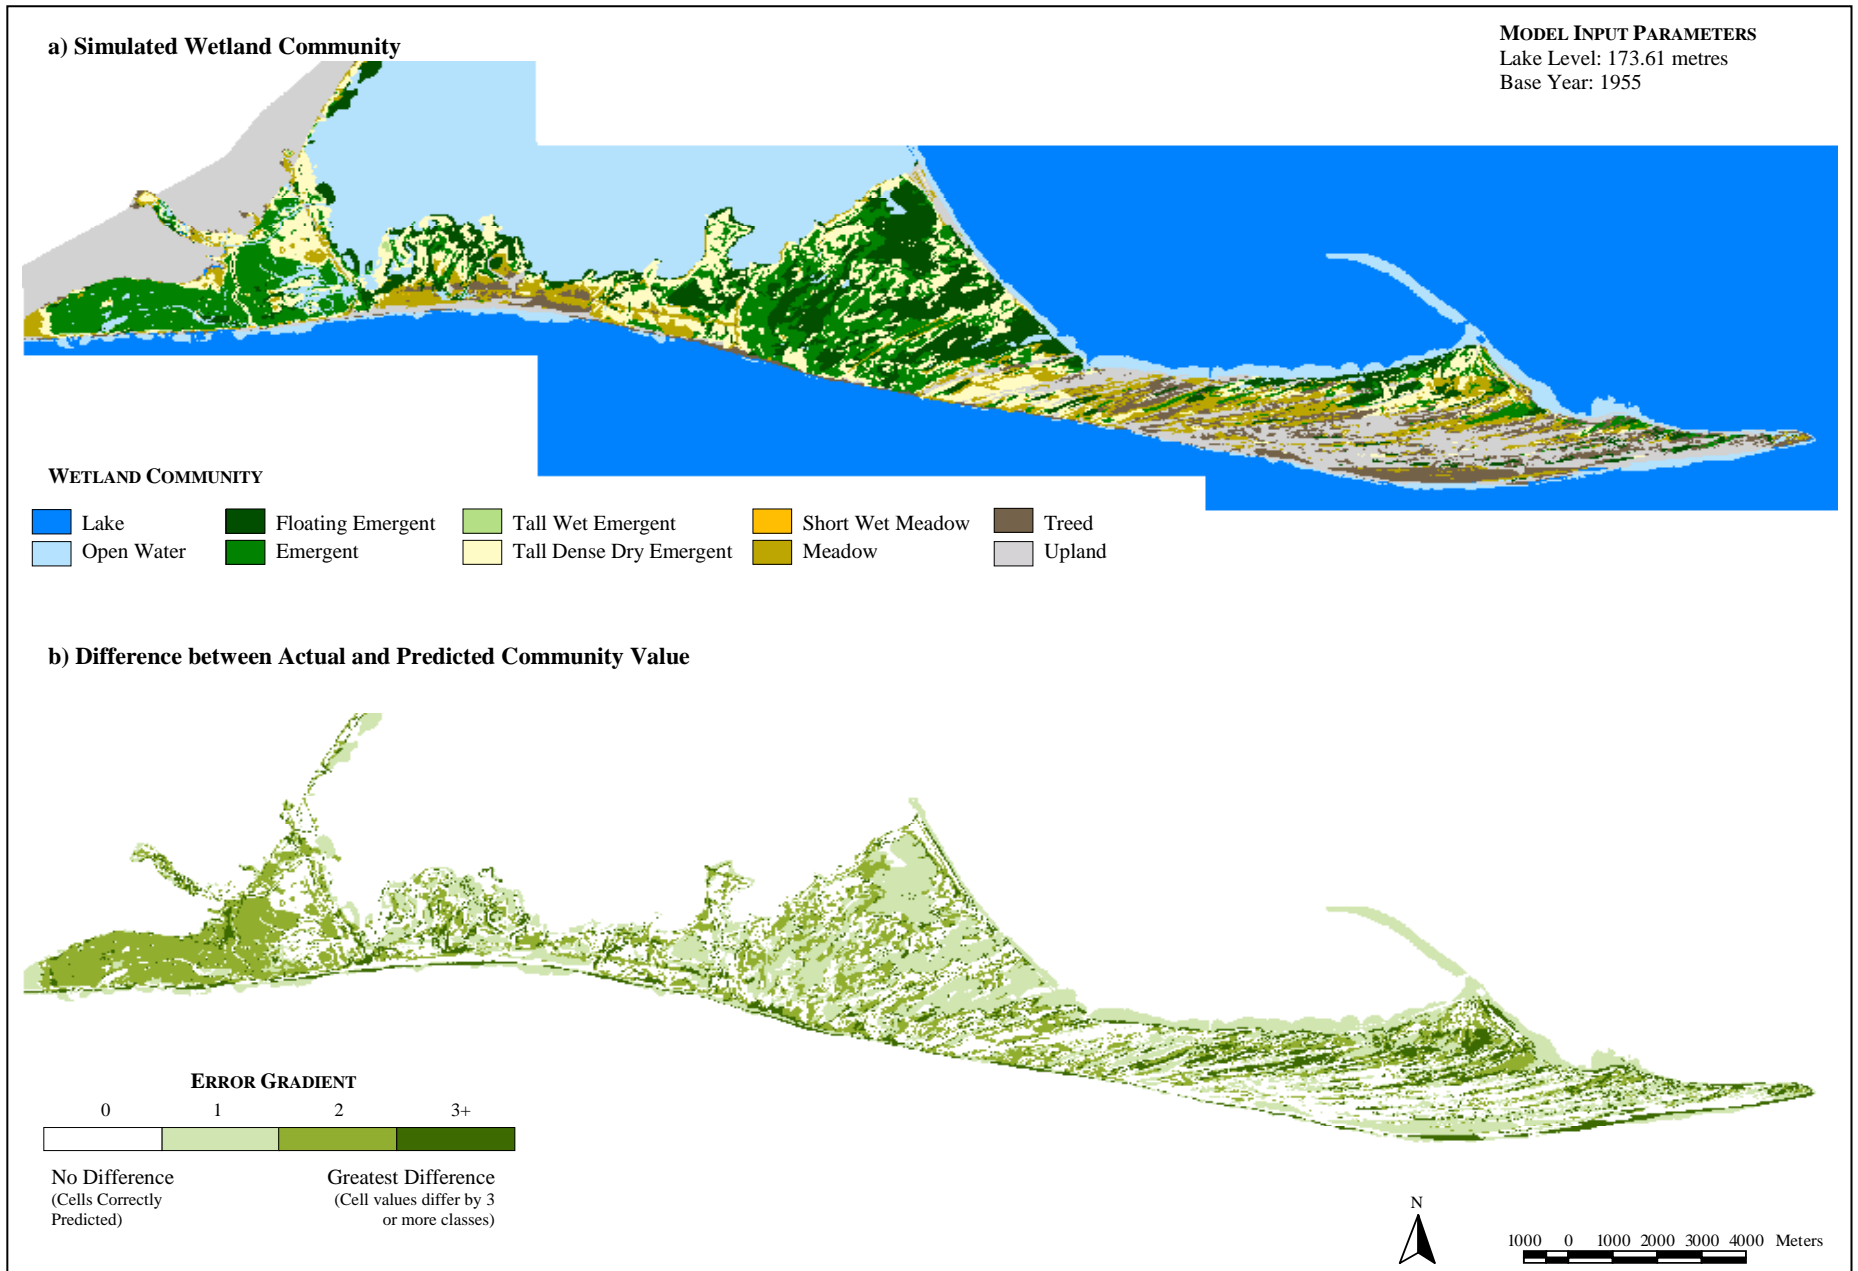 a) Simulated Wetland Community
MODEL INPUT PARAMETERS
Lake Level: 173.61 metres
Base Year: 1955
WETLAND COMMUNITY
Lake
Open Water
Floating Emergent
Emergent
Tall Wet Emergent
Tall Dense Dry Emergent
Short Wet Meadow
Meadow
Treed
Upland
b) Difference between Actual and Predicted Community Value
ERROR GRADIENT
0 1 2 3+
No Difference
(Cells Correctly
Predicted)
Greatest Difference
(Cell values differ by 3
or more classes)
N
1000 0 1000 2000 3000 4000 Meters